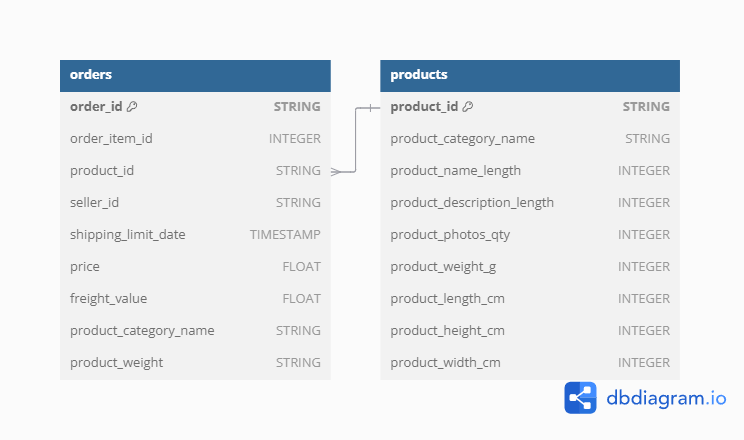 orders
order_id STRING
order_item_id INTEGER
product_id STRING
seller_id STRING
shipping_limit_date TIMESTAMP
price FLOAT
freight_value FLOAT
product_category_name STRING
product_weight STRING
products
product_id STRING
product_category_name STRING
product_name_length INTEGER
product_description_length INTEGER
product_photos_qty INTEGER
product_weight_g INTEGER
product_length_cm INTEGER
product_height_cm INTEGER
product_width_cm INTEGER
dbdiagram.io